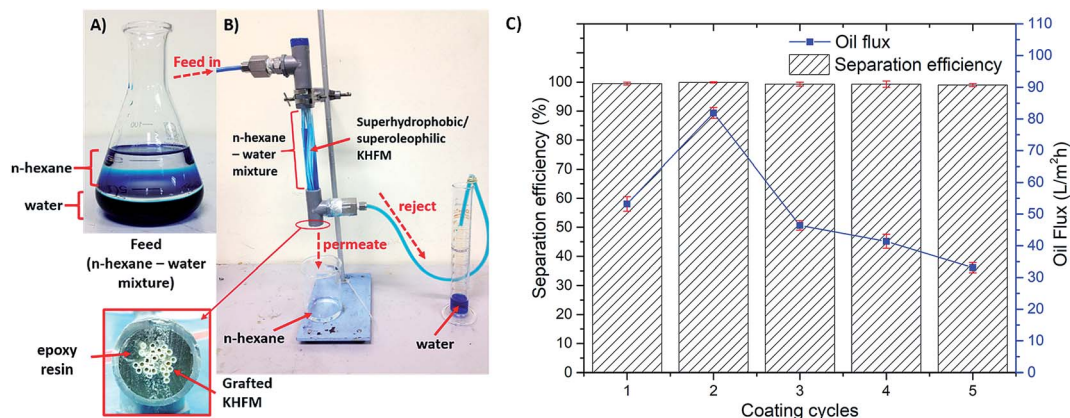 A)
n-hexane
water
Feed
(n-hexane – water
mixture)
epoxy
resin
Grafted
KHFM
B)
Feed in
n-hexane
– water
mixture
Superhydrophobic/
superoleophilic
KHFM
reject
permeate
n-hexane
water
C)
Oil flux
Separation efficiency
Separation efficiency (%)
100
90
80
70
60
50
40
30
20
10
0
Oil Flux (L/m²h)
110
100
90
80
70
60
50
40
30
20
10
0
1 2 3 4 5
Coating cycles